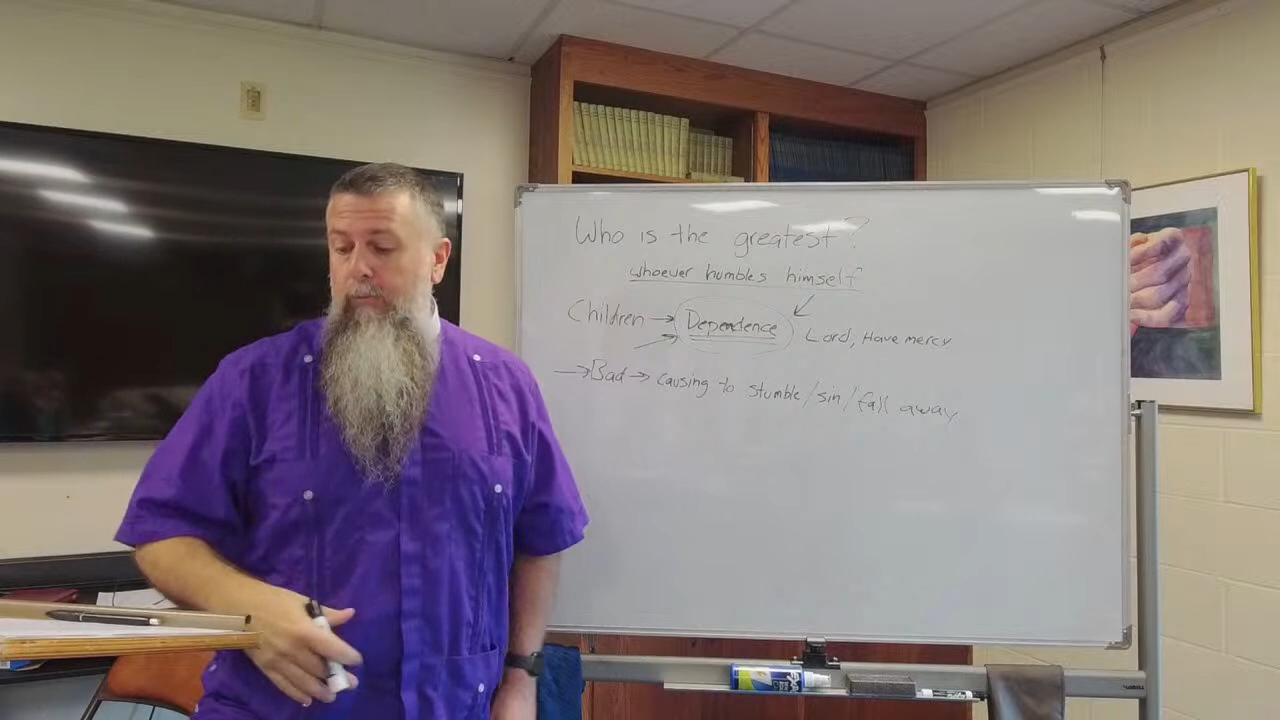 Who is the greatest?
whoever humbles himself
Children → Dependence
Lord, Have mercy
→ Bad → causing to stumble/sin/fall away